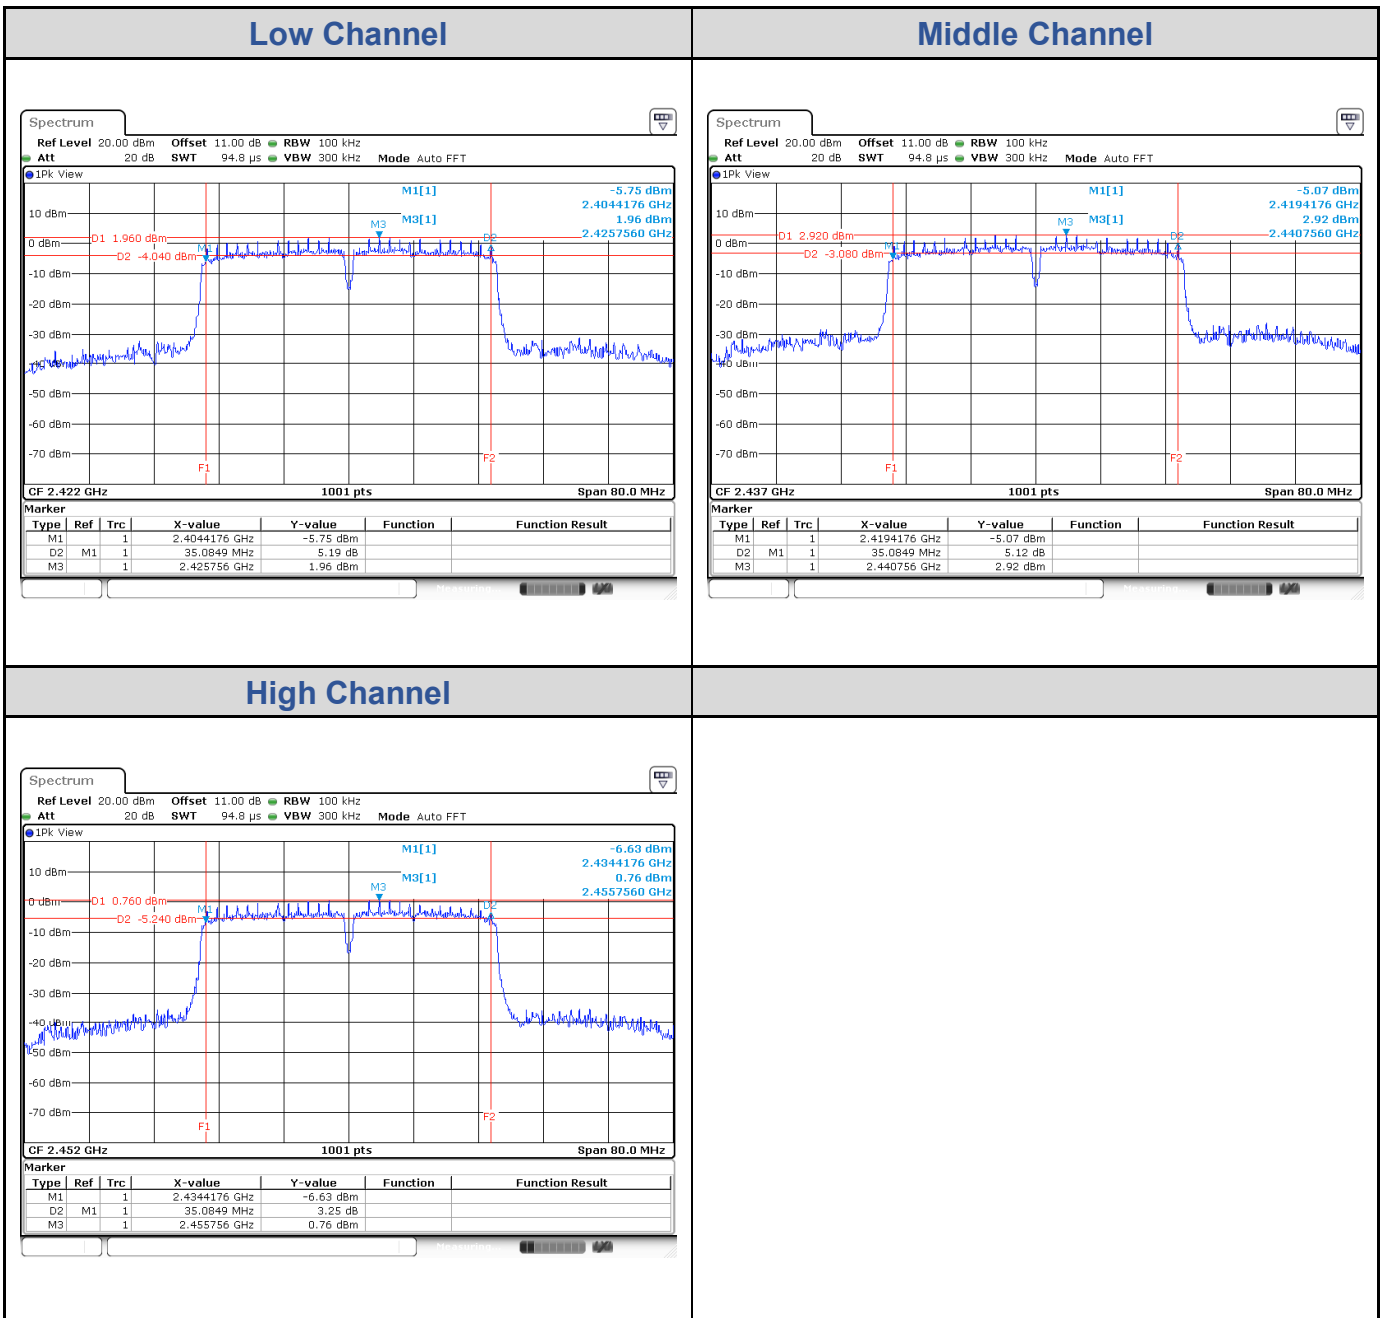 Low Channel
Middle Channel
Spectrum
Ref Level 20.00 dBm Offset 11.00 dB RBW 100 kHz
Att 20 dB SWT 94.8 µs VBW 300 kHz Mode Auto FFT
1Pk View
M1[1] -5.75 dBm
2.4044176 GHz
M3[1] 1.96 dBm
2.4257560 GHz
10 dBm
M3
D1 1.960 dBm
0 dBm
M1
D2
D2 -4.040 dBm
-10 dBm
-20 dBm
-30 dBm
-40 dBm
-50 dBm
-60 dBm
-70 dBm
F1
F2
CF 2.422 GHz 1001 pts Span 80.0 MHz
Marker
Type Ref Trc X-value Y-value Function Function Result
M1 1 2.4044176 GHz -5.75 dBm
D2 M1 1 35.0849 MHz 5.19 dB
M3 1 2.425756 GHz 1.96 dBm
Measuring...
Spectrum
Ref Level 20.00 dBm Offset 11.00 dB RBW 100 kHz
Att 20 dB SWT 94.8 µs VBW 300 kHz Mode Auto FFT
1Pk View
M1[1] -5.07 dBm
2.4194176 GHz
M3[1] 2.92 dBm
2.4407560 GHz
10 dBm
M3
D1 2.920 dBm
0 dBm
M1
D2
D2 -3.080 dBm
-10 dBm
-20 dBm
-30 dBm
-40 dBm
-50 dBm
-60 dBm
-70 dBm
F1
F2
CF 2.437 GHz 1001 pts Span 80.0 MHz
Marker
Type Ref Trc X-value Y-value Function Function Result
M1 1 2.4194176 GHz -5.07 dBm
D2 M1 1 35.0849 MHz 5.12 dB
M3 1 2.440756 GHz 2.92 dBm
Measuring...
High Channel
Spectrum
Ref Level 20.00 dBm Offset 11.00 dB RBW 100 kHz
Att 20 dB SWT 94.8 µs VBW 300 kHz Mode Auto FFT
1Pk View
M1[1] -6.63 dBm
2.4344176 GHz
M3[1] 0.76 dBm
2.4557560 GHz
10 dBm
M3
0 dBm
D1 0.760 dBm
M1
D2
D2 -5.240 dBm
-10 dBm
-20 dBm
-30 dBm
-40 dBm
-50 dBm
-60 dBm
-70 dBm
F1
F2
CF 2.452 GHz 1001 pts Span 80.0 MHz
Marker
Type Ref Trc X-value Y-value Function Function Result
M1 1 2.4344176 GHz -6.63 dBm
D2 M1 1 35.0849 MHz 3.25 dB
M3 1 2.455756 GHz 0.76 dBm
Measuring...